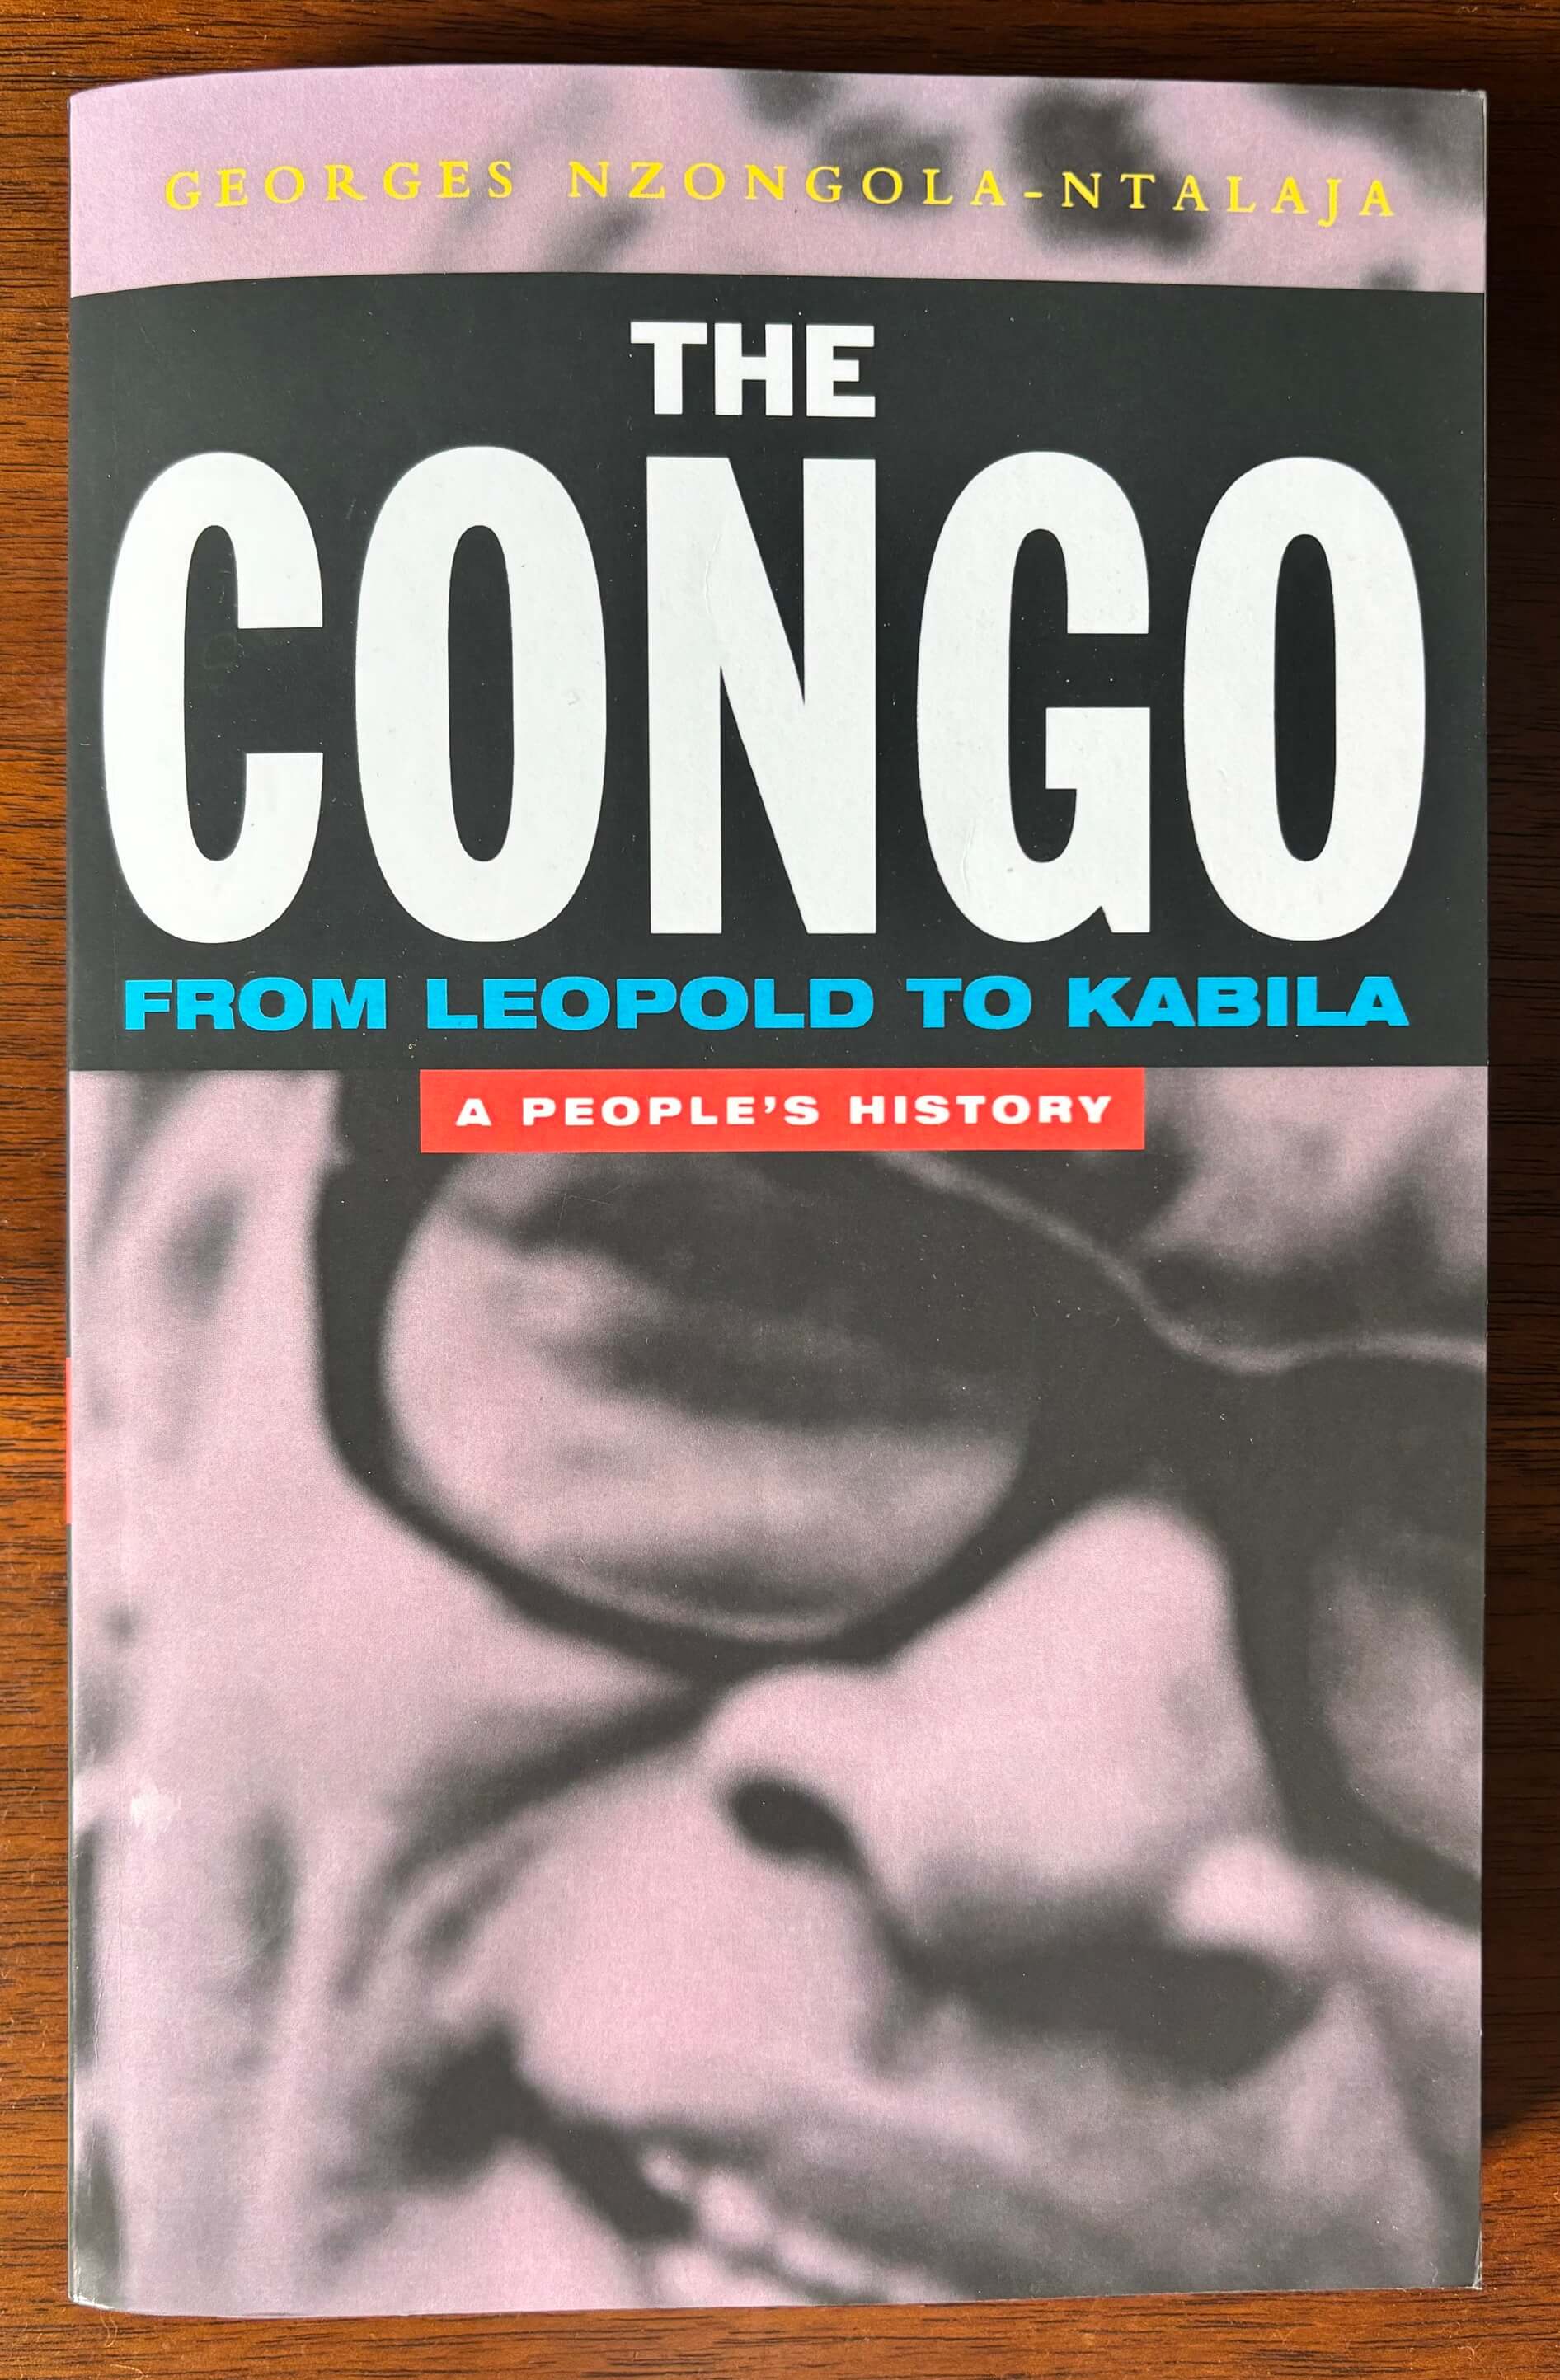 GEORGES NZONGOLA-NTALAJA
THE
CONGO
FROM LEOPOLD TO KABILA
A PEOPLE'S HISTORY